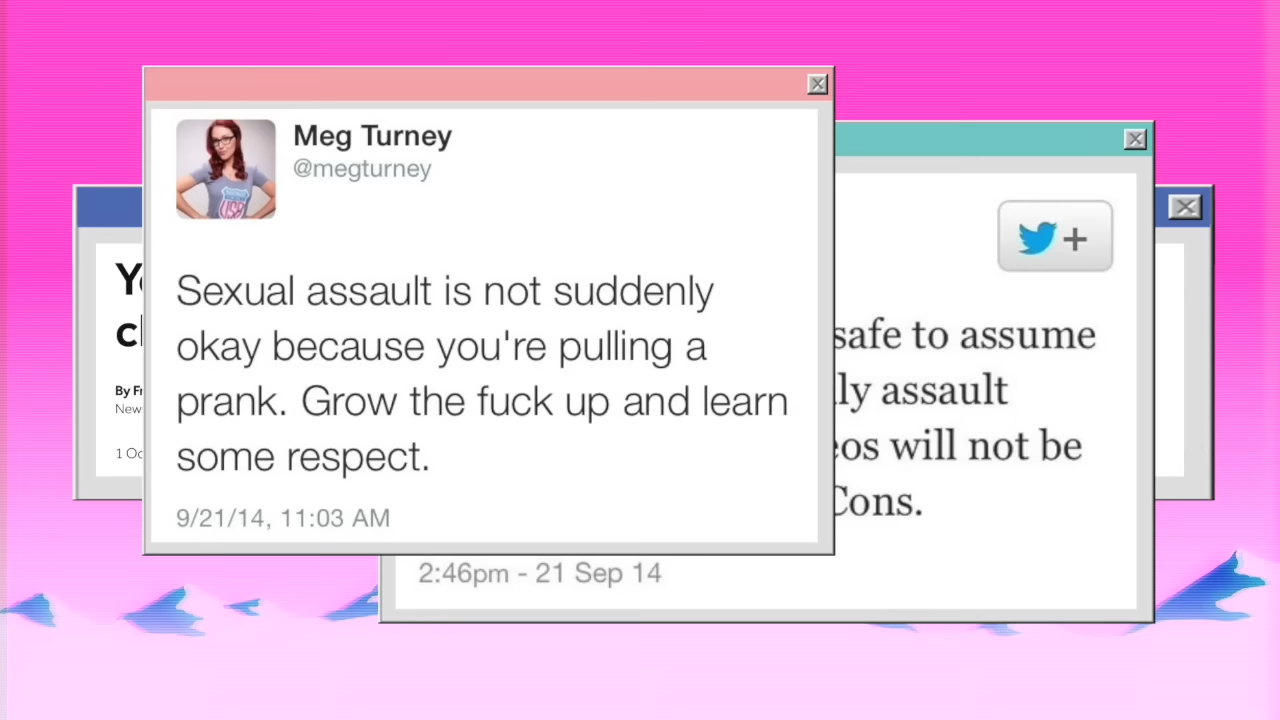 Meg Turney
@megturney
Sexual assault is not suddenly
okay because you're pulling a
prank. Grow the fuck up and learn
some respect.
9/21/14, 11:03 AM
safe to assume
assault
will not be
Cons.
2:46pm - 21 Sep 14
By